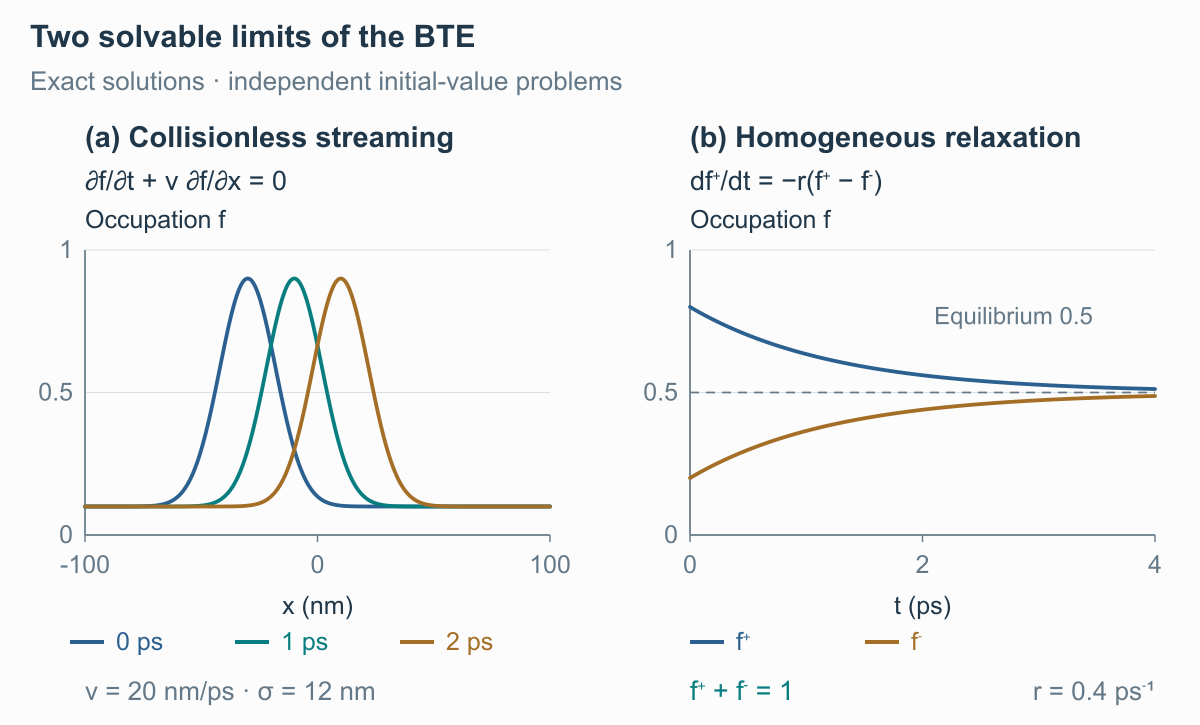 Two solvable limits of the BTE
Exact solutions · independent initial-value problems
(a) Collisionless streaming
∂f/∂t + v ∂f/∂x = 0
Occupation f
1
0.5
0
-100 0 100
x (nm)
0 ps 1 ps 2 ps
v = 20 nm/ps · σ = 12 nm
(b) Homogeneous relaxation
df⁺/dt = −r(f⁺ − f⁻)
Occupation f
1
Equilibrium 0.5
0.5
0
0 2 4
t (ps)
f⁺ f⁻
f⁺ + f⁻ = 1 r = 0.4 ps⁻¹